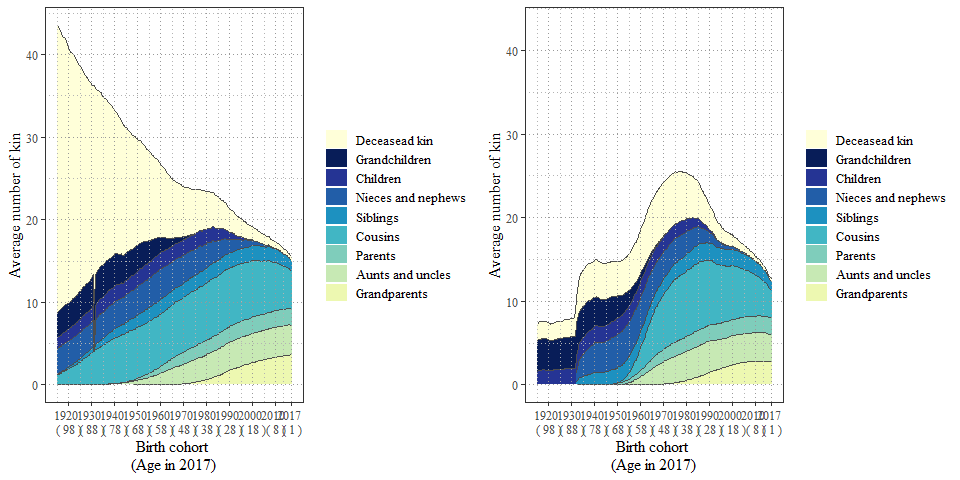 Average number of kin
40
30
20
10
0
1920 1930 1940 1950 1960 1970 1980 1990 2000 2010 2017
( 98 ) ( 88 ) ( 78 ) ( 68 ) ( 58 ) ( 48 ) ( 38 ) ( 28 ) ( 18 ) ( 8 ) ( 1 )
Birth cohort
(Age in 2017)
Deceasead kin
Grandchildren
Children
Nieces and nephews
Siblings
Cousins
Parents
Aunts and uncles
Grandparents
Average number of kin
40
30
20
10
0
1920 1930 1940 1950 1960 1970 1980 1990 2000 2010 2017
( 98 ) ( 88 ) ( 78 ) ( 68 ) ( 58 ) ( 48 ) ( 38 ) ( 28 ) ( 18 ) ( 8 ) ( 1 )
Birth cohort
(Age in 2017)
Deceasead kin
Grandchildren
Children
Nieces and nephews
Siblings
Cousins
Parents
Aunts and uncles
Grandparents